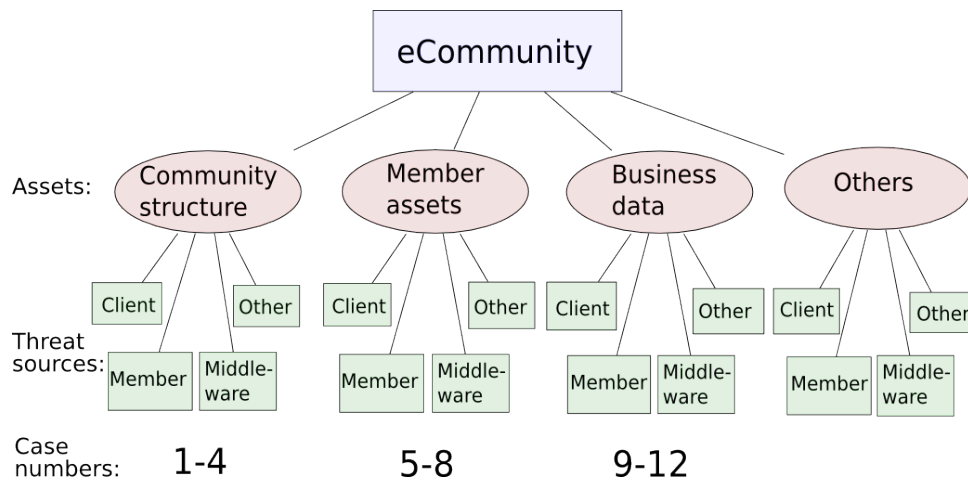 eCommunity
Assets:
Community
structure
Member
assets
Business
data
Others
Client
Other
Client
Other
Client
Other
Client
Other
Threat
sources:
Member
Middle-
ware
Member
Middle-
ware
Member
Middle-
ware
Member
Middle-
ware
Case
numbers:
1-4
5-8
9-12